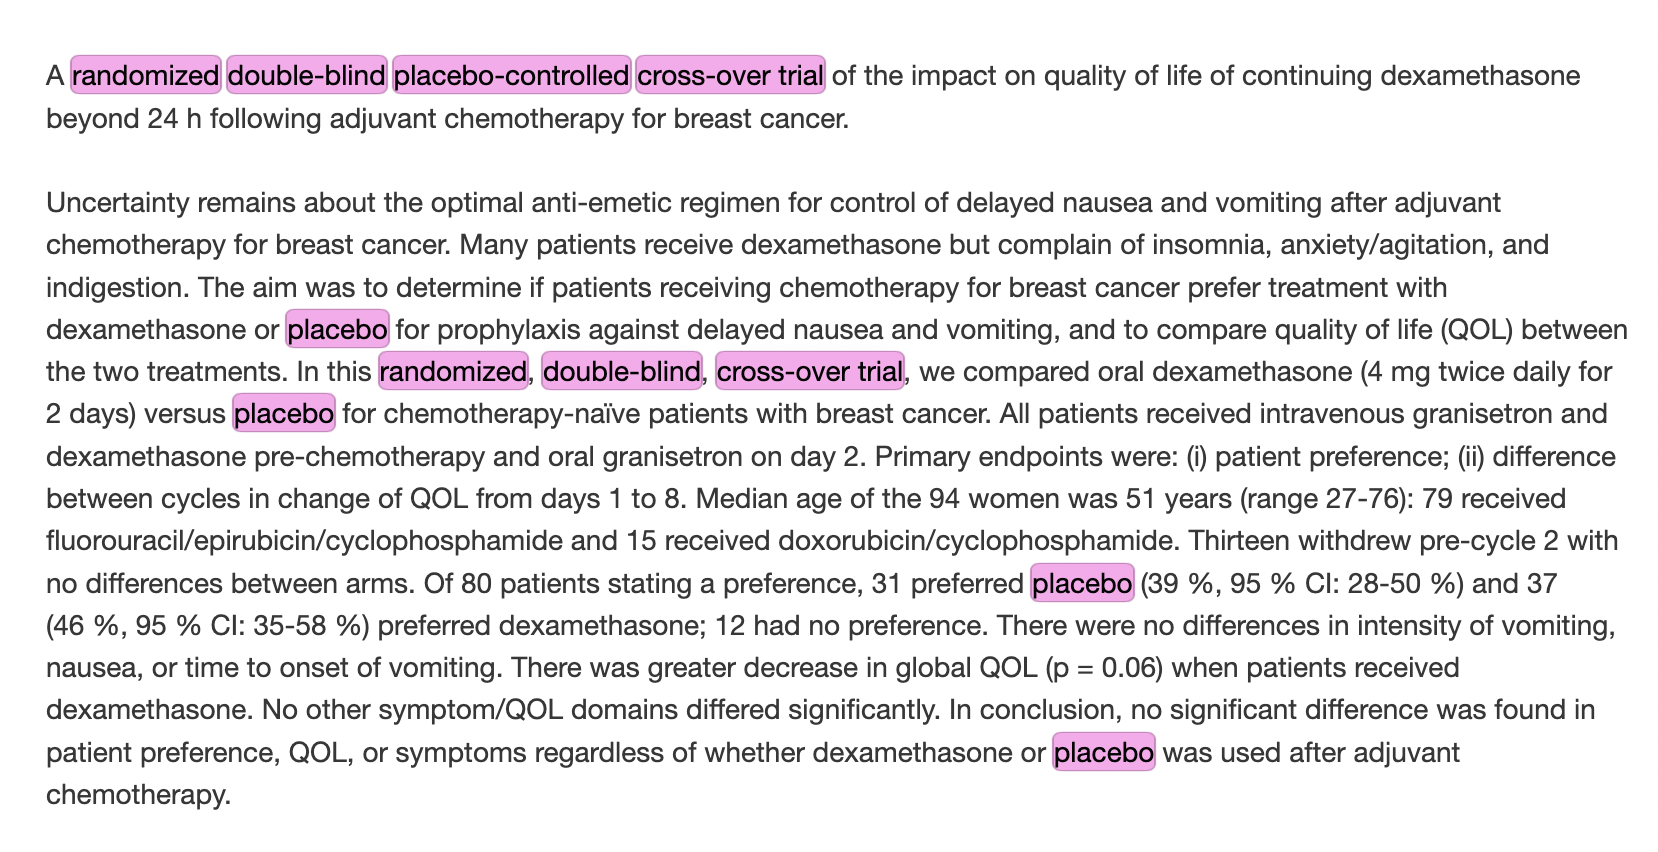 A randomized double-blind placebo-controlled cross-over trial of the impact on quality of life of continuing dexamethasone
beyond 24 h following adjuvant chemotherapy for breast cancer.
Uncertainty remains about the optimal anti-emetic regimen for control of delayed nausea and vomiting after adjuvant
chemotherapy for breast cancer. Many patients receive dexamethasone but complain of insomnia, anxiety/agitation, and
indigestion. The aim was to determine if patients receiving chemotherapy for breast cancer prefer treatment with
dexamethasone or placebo for prophylaxis against delayed nausea and vomiting, and to compare quality of life (QOL) between
the two treatments. In this randomized, double-blind, cross-over trial, we compared oral dexamethasone (4 mg twice daily for
2 days) versus placebo for chemotherapy-naïve patients with breast cancer. All patients received intravenous granisetron and
dexamethasone pre-chemotherapy and oral granisetron on day 2. Primary endpoints were: (i) patient preference; (ii) difference
between cycles in change of QOL from days 1 to 8. Median age of the 94 women was 51 years (range 27-76): 79 received
fluorouracil/epirubicin/cyclophosphamide and 15 received doxorubicin/cyclophosphamide. Thirteen withdrew pre-cycle 2 with
no differences between arms. Of 80 patients stating a preference, 31 preferred placebo (39 %, 95 % CI: 28-50 %) and 37
(46 %, 95 % CI: 35-58 %) preferred dexamethasone; 12 had no preference. There were no differences in intensity of vomiting,
nausea, or time to onset of vomiting. There was greater decrease in global QOL (p = 0.06) when patients received
dexamethasone. No other symptom/QOL domains differed significantly. In conclusion, no significant difference was found in
patient preference, QOL, or symptoms regardless of whether dexamethasone or placebo was used after adjuvant
chemotherapy.